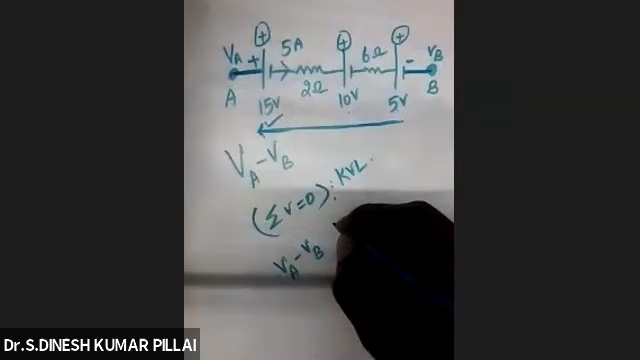 + + +
VA + 5A 6Ω - VB
A 2Ω B
15V 10V 5V
VA-VB
(ΣV=0): KVL.
VA-VB
Dr.S.DINESH KUMAR PILLAI